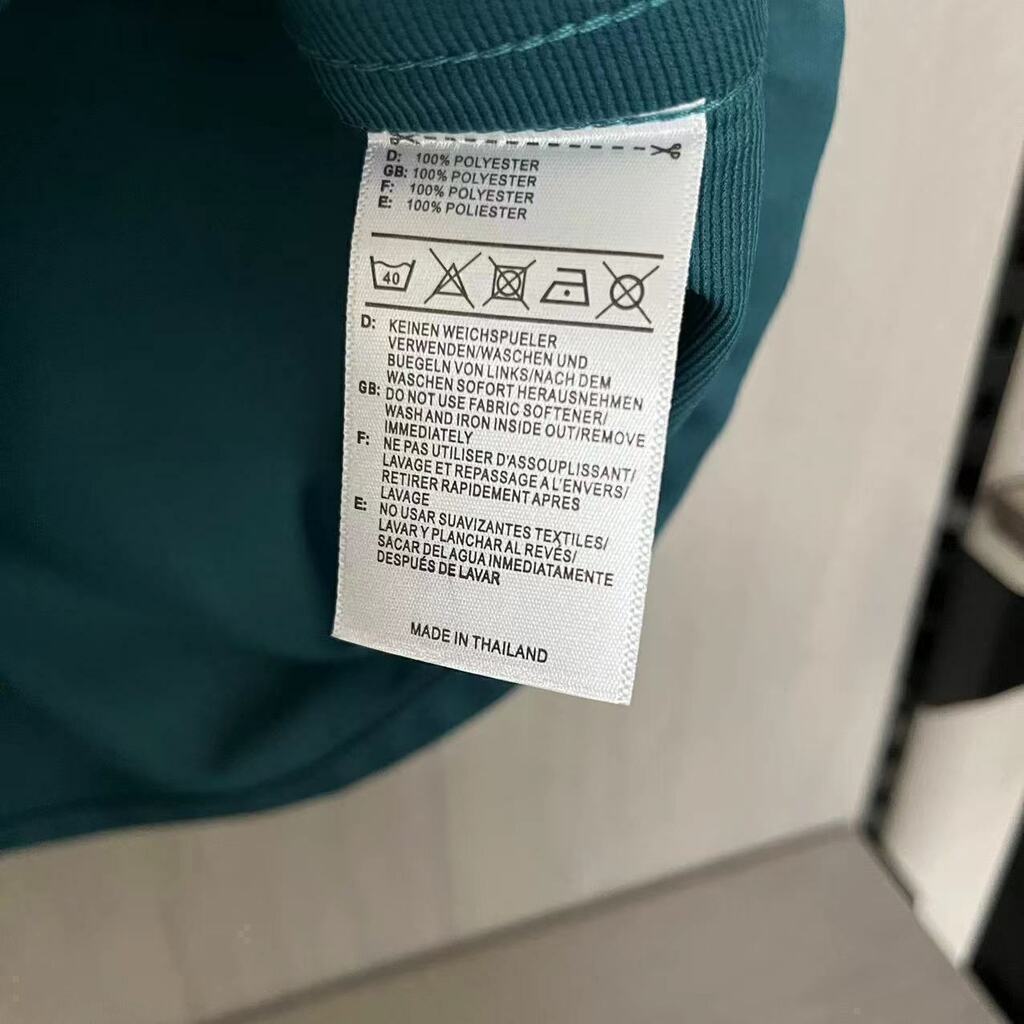 D: 100% POLYESTER
GB: 100% POLYESTER
F: 100% POLYESTER
E: 100% POLIESTER
40
D: KEINEN WEICHSPUELER
VERWENDEN/WASCHEN UND
BUEGELN VON LINKS/NACH DEM
WASCHEN SOFORT HERAUSNEHMEN
GB: DO NOT USE FABRIC SOFTENER/
WASH AND IRON INSIDE OUT/REMOVE
IMMEDIATELY
F: NE PAS UTILISER D'ASSOUPLISSANT/
LAVAGE ET REPASSAGE A L'ENVERS/
RETIRER RAPIDEMENT APRES
LAVAGE
E: NO USAR SUAVIZANTES TEXTILES/
LAVAR Y PLANCHAR AL REVÉS/
SACAR DEL AGUA INMEDIATAMENTE
DESPUÉS DE LAVAR
MADE IN THAILAND